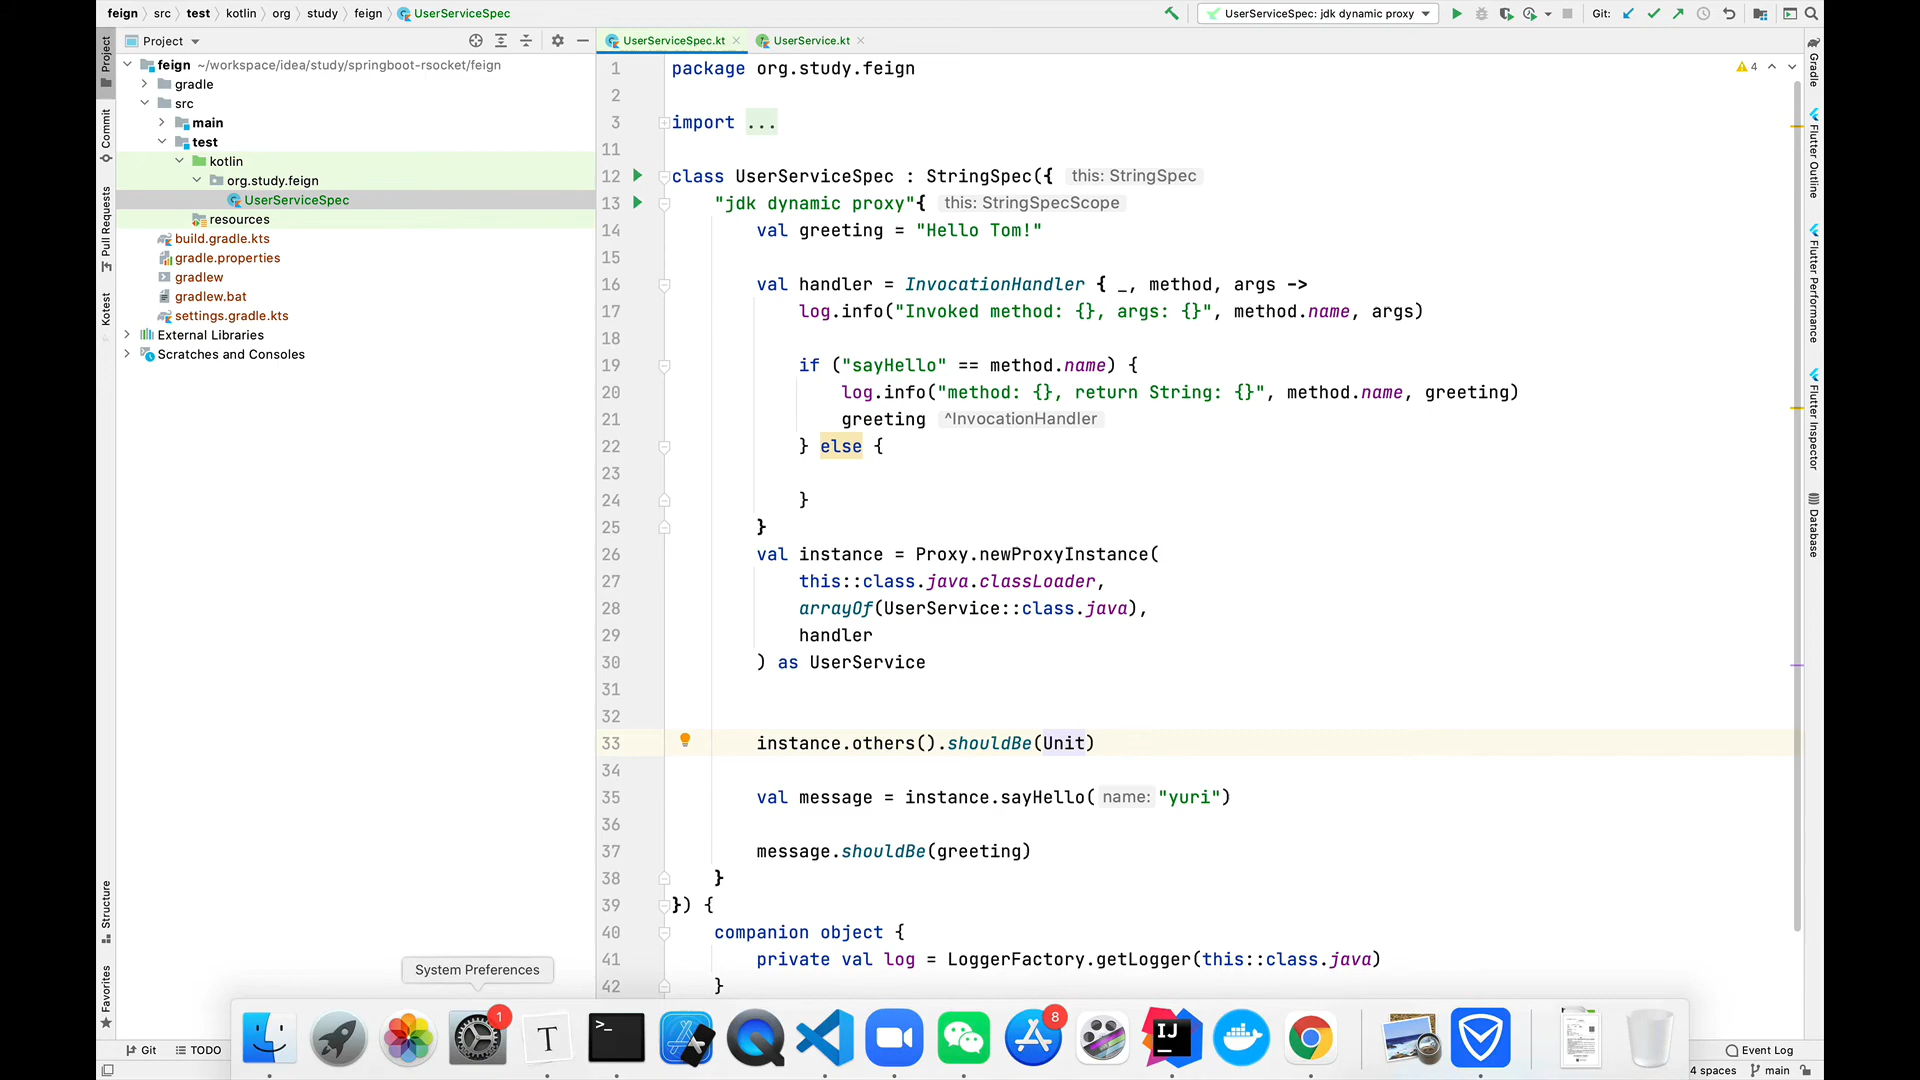 feign src test kotlin org study feign UserServiceSpec
UserServiceSpec: jdk dynamic proxy Git:
Project
UserServiceSpec.kt UserService.kt
feign ~/workspace/idea/study/springboot-rsocket/feign
gradle
src
main
test
kotlin
org.study.feign
UserServiceSpec
resources
build.gradle.kts
gradle.properties
gradlew
gradlew.bat
settings.gradle.kts
External Libraries
Scratches and Consoles
Project
Commit
Pull Requests
Kotest
Structure
Favorites
1 package org.study.feign
2
3 import ...
11
12 class UserServiceSpec : StringSpec({ this: StringSpec
13 "jdk dynamic proxy"{ this: StringSpecScope
14 val greeting = "Hello Tom!"
15
16 val handler = InvocationHandler { _, method, args ->
17 log.info("Invoked method: {}, args: {}", method.name, args)
18
19 if ("sayHello" == method.name) {
20 log.info("method: {}, return String: {}", method.name, greeting)
21 greeting ^InvocationHandler
22 } else {
23
24 }
25 }
26 val instance = Proxy.newProxyInstance(
27 this::class.java.classLoader,
28 arrayOf(UserService::class.java),
29 handler
30 ) as UserService
31
32
33 instance.others().shouldBe(Unit)
34
35 val message = instance.sayHello( name: "yuri")
36
37 message.shouldBe(greeting)
38 }
39 }) {
40 companion object {
41 private val log = LoggerFactory.getLogger(this::class.java)
42 }
4
Gradle
Flutter Outline
Flutter Performance
Flutter Inspector
Database
System Preferences
1
T
>_
8
IJ
Git TODO
Event Log
4 spaces main